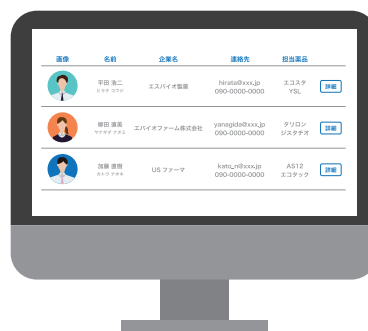 画像 名前 企業名 連絡先 担当薬品
平田 浩二 hirata@xxx.jp エコスタ
ヒラタ コウジ エスバイオ製薬 090-0000-0000 YSL 詳細
柳田 直美 yanagida@xxx.jp タリロン
ヤナギダ ナオミ エバイオファーム株式会社 090-0000-0000 ジスタチオ 詳細
加藤 直樹 kato_n@xxx.jp AS12
カトウ ナオキ US ファーマ 090-0000-0000 エコタック 詳細